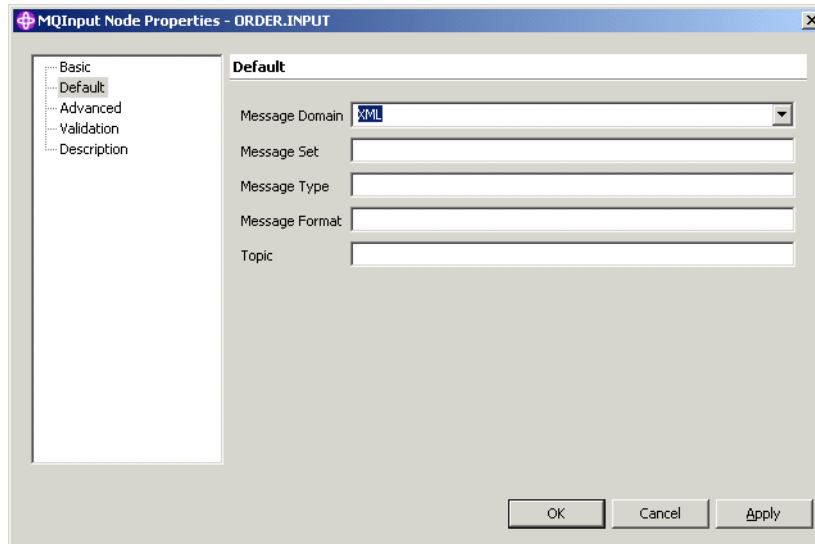 MQInput Node Properties - ORDER.INPUT
Basic
Default
Advanced
Validation
Description
Default
Message Domain XML
Message Set
Message Type
Message Format
Topic
OK Cancel Apply